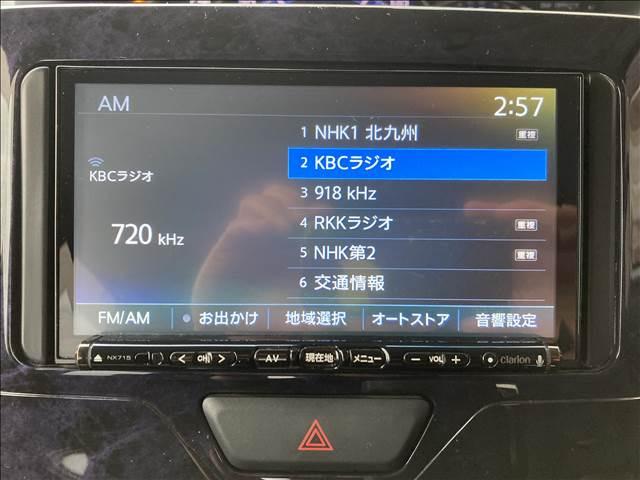 AM 2:57
KBCラジオ
720 kHz
1 NHK1 北九州 重複
2 KBCラジオ
3 918 kHz
4 RKKラジオ 重複
5 NHK第2 重複
6 交通情報
FM/AM お出かけ 地域選択 オートストア 音響設定
NX715 CH AV 現在地 メニュー − VOL + clarion